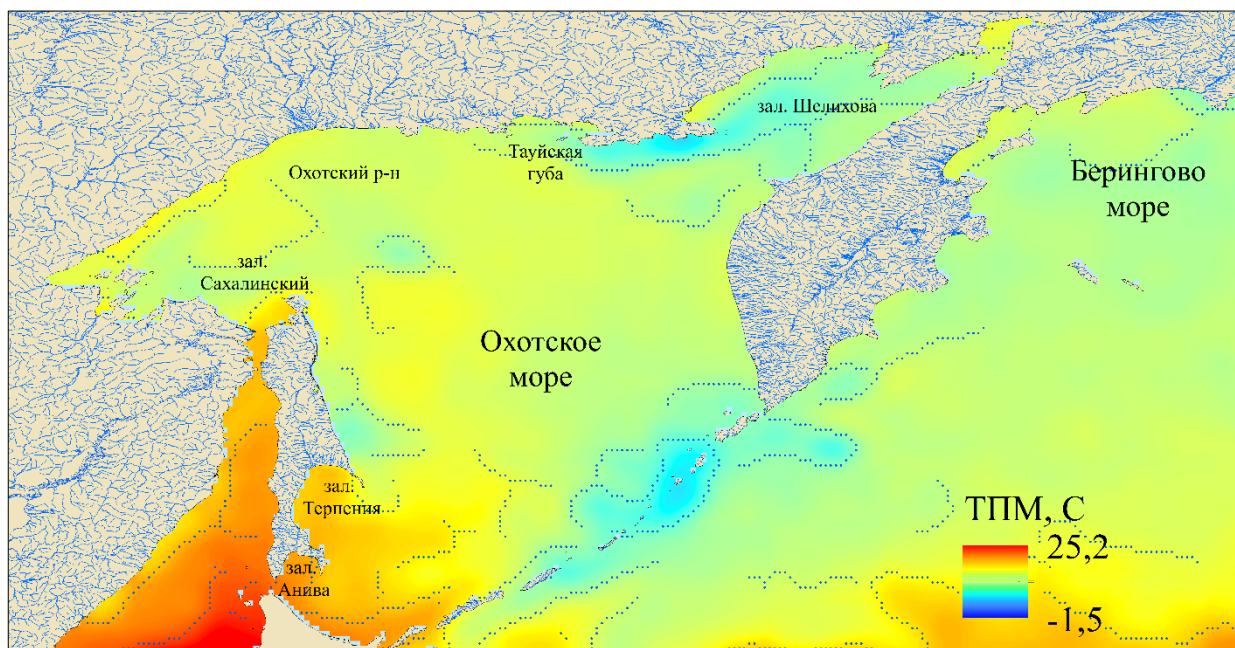 зал. Шелихова
Тауйская
губа
Охотский р-н
Берингово
море
зал.
Сахалинский
Охотское
море
зал.
Терпения
ТПМ, С
25,2
-1,5
зал.
Анива